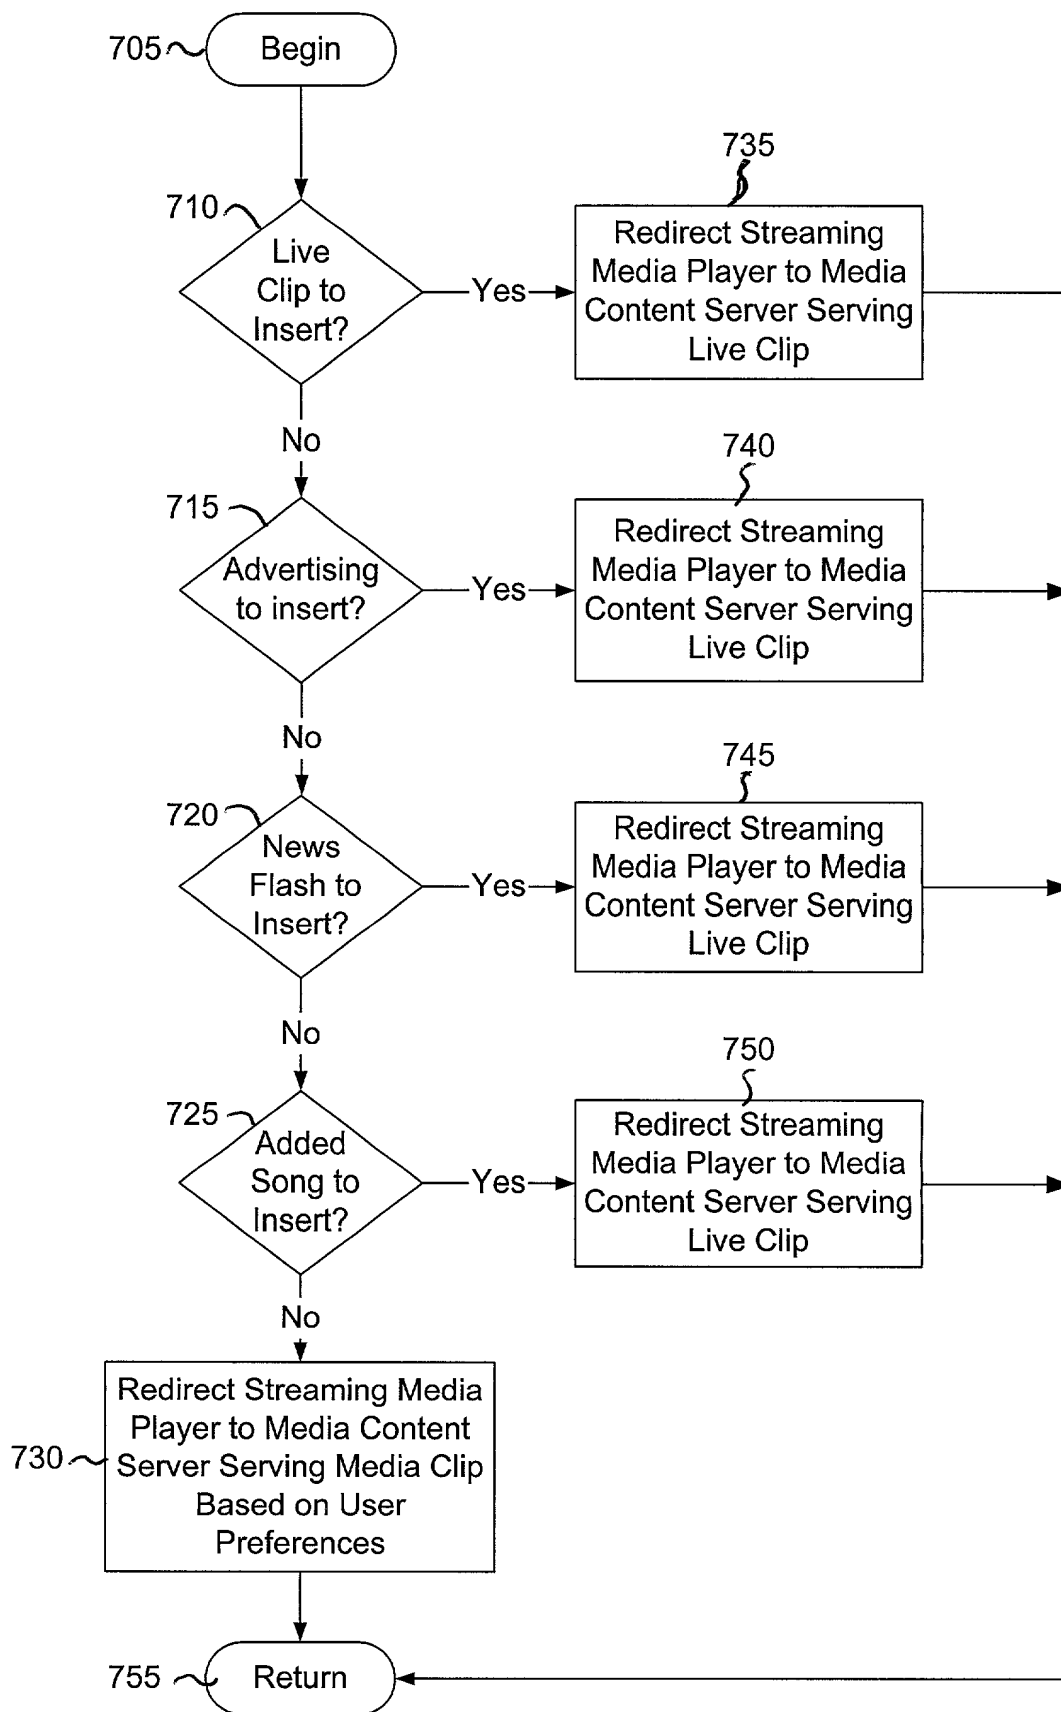 705
Begin
735
710
Live
Clip to
Insert?
Yes
Redirect Streaming
Media Player to Media
Content Server Serving
Live Clip
No
740
715
Advertising
to insert?
Yes
Redirect Streaming
Media Player to Media
Content Server Serving
Live Clip
No
745
720
News
Flash to
Insert?
Yes
Redirect Streaming
Media Player to Media
Content Server Serving
Live Clip
No
750
725
Added
Song to
Insert?
Yes
Redirect Streaming
Media Player to Media
Content Server Serving
Live Clip
No
730
Redirect Streaming Media
Player to Media Content
Server Serving Media Clip
Based on User
Preferences
755
Return